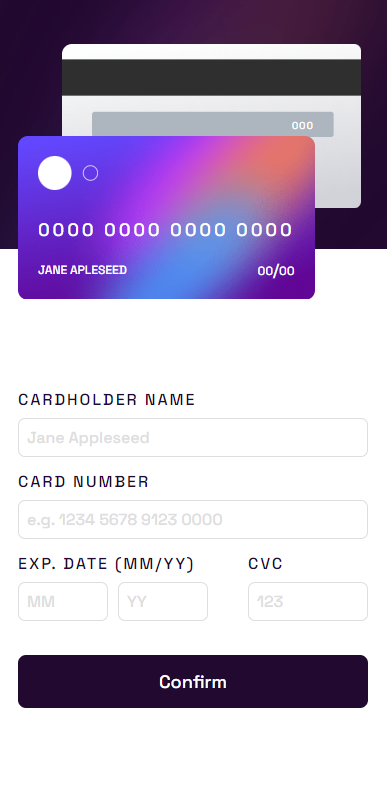 000
0000 0000 0000 0000
JANE APLESEED 00/00
CARDHOLDER NAME
Jane Appleseed
CARD NUMBER
e.g. 1234 5678 9123 0000
EXP. DATE (MM/YY) CVC
MM YY 123
Confirm